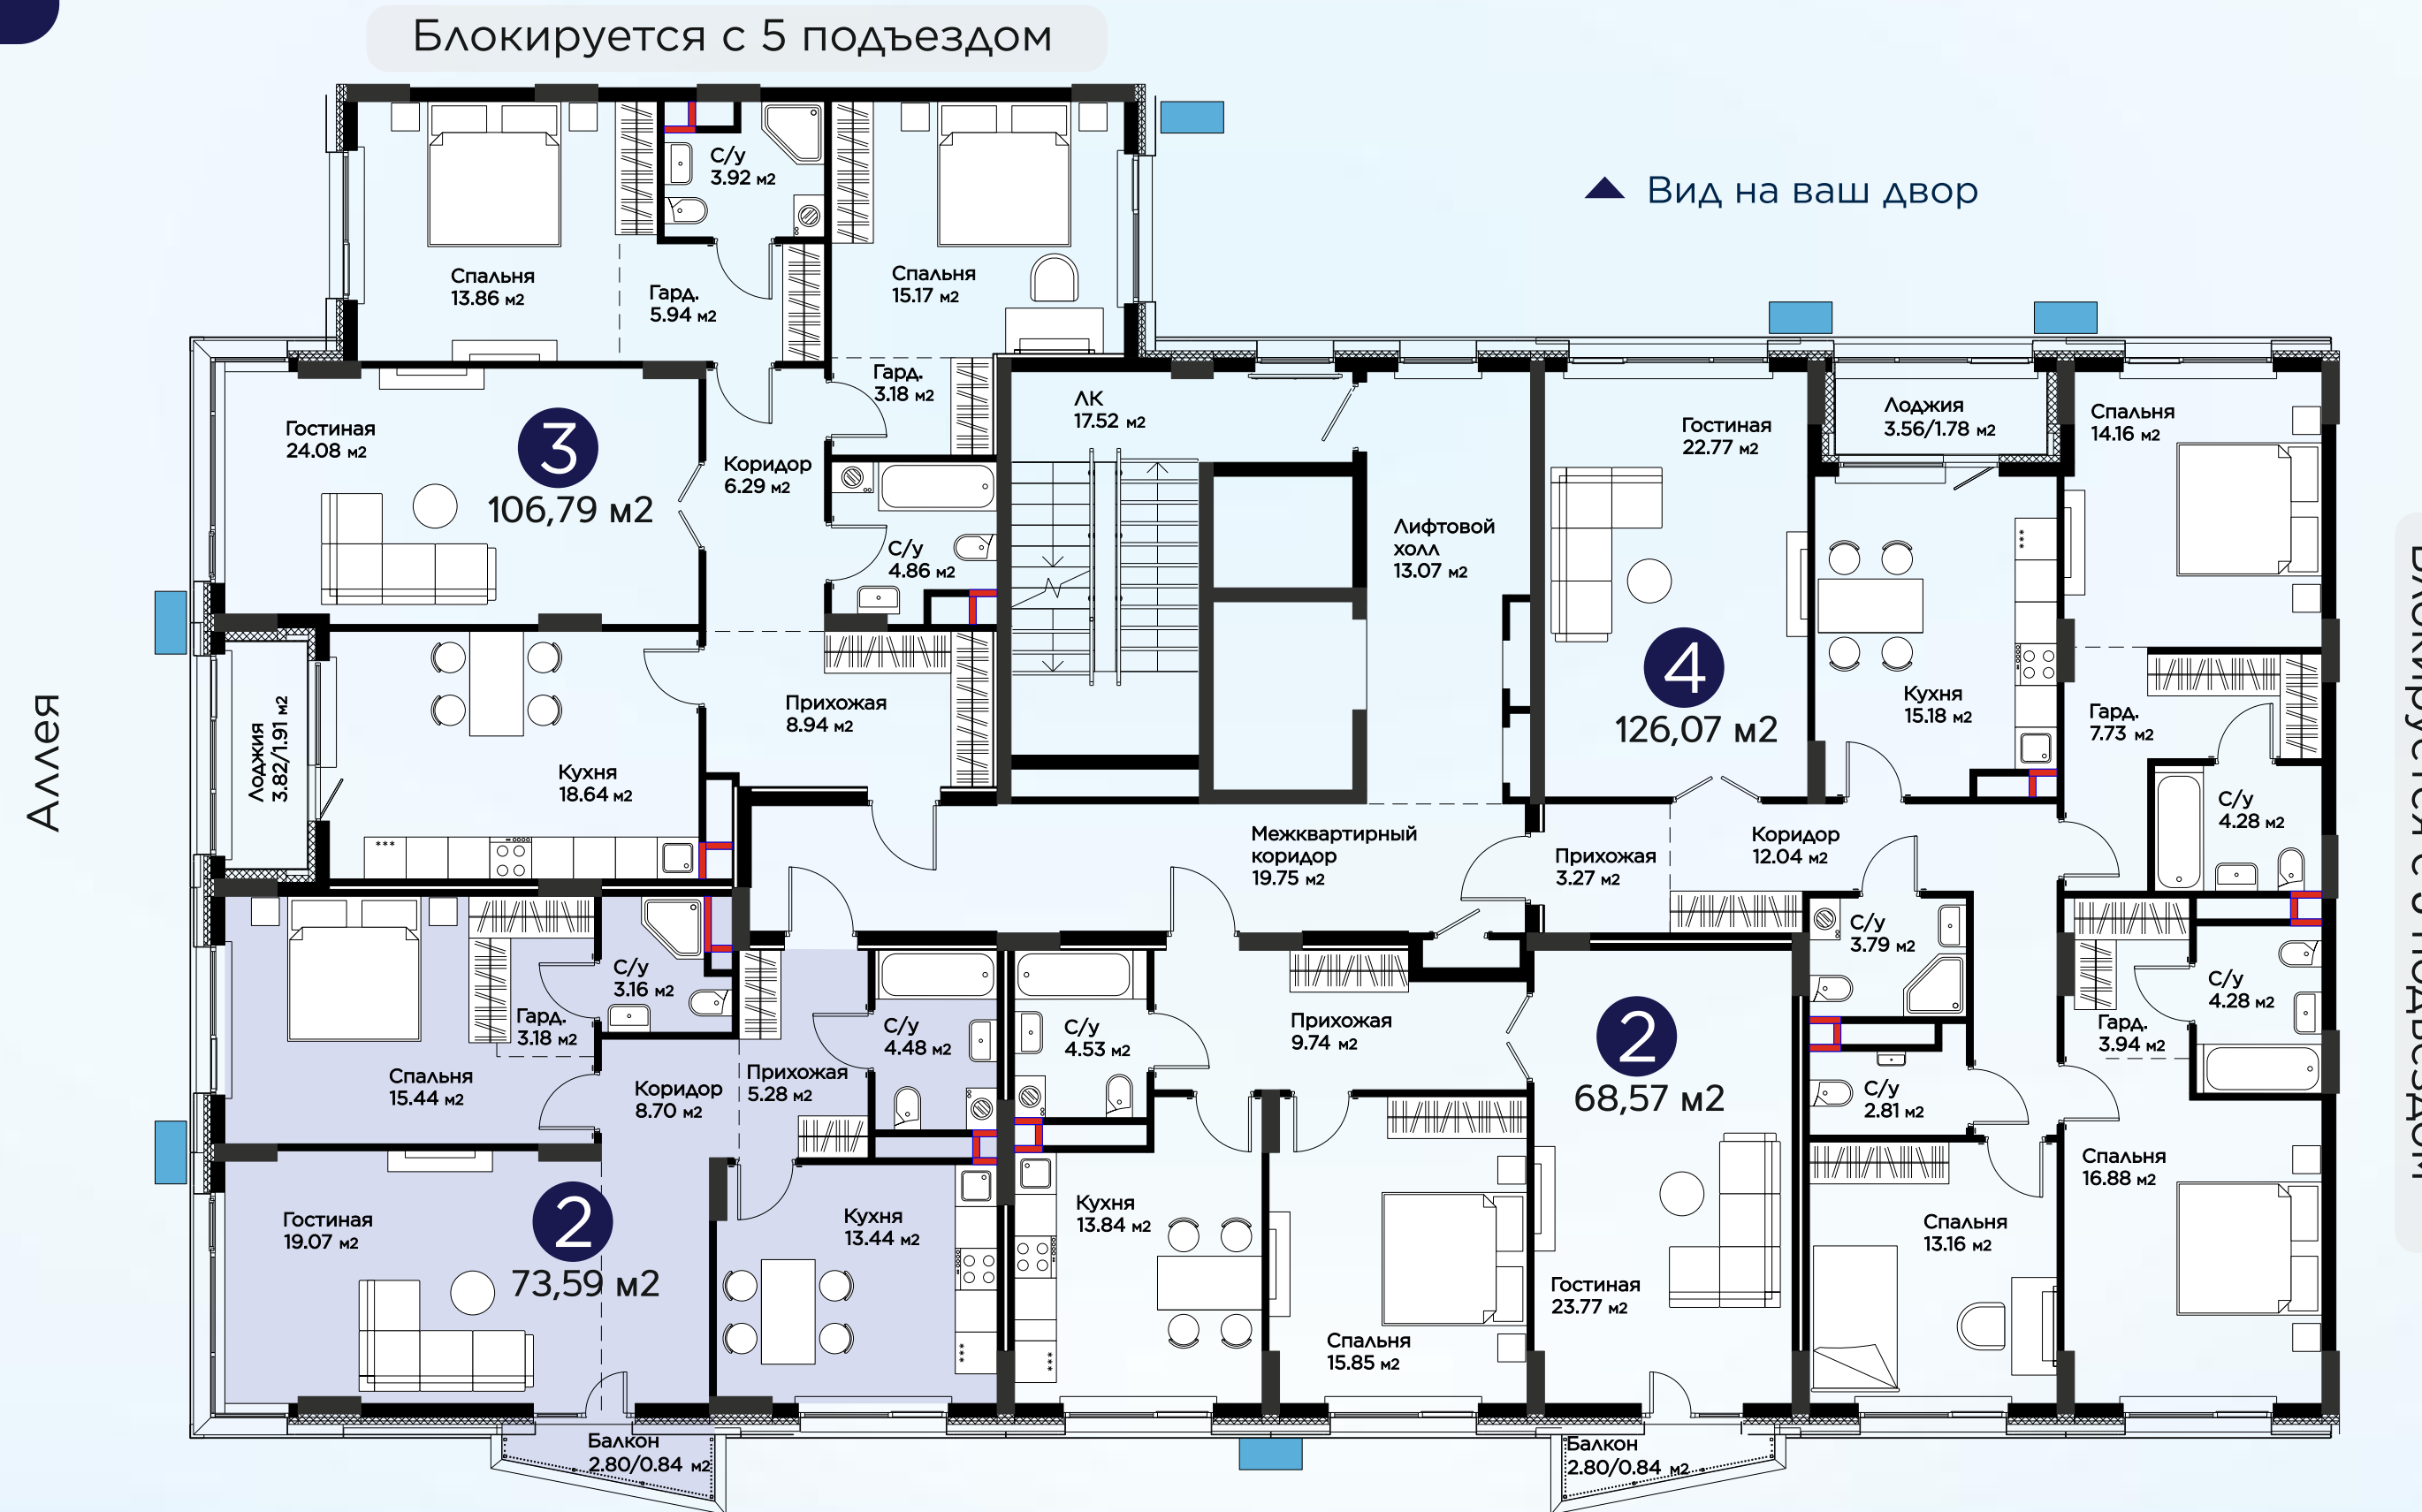 Блокируется с 5 подъездом
Вид на ваш двор
Аллея
Спальня
13.86 м2
С/у
3.92 м2
Гард.
5.94 м2
Спальня
15.17 м2
Гард.
3.18 м2
Гостиная
24.08 м2
3
106,79 м2
Коридор
6.29 м2
С/у
4.86 м2
Прихожая
8.94 м2
Лоджия
3.82/1.91 м2
Кухня
18.64 м2
ЛК
17.52 м2
Лифтовой
холл
13.07 м2
Межквартирный
коридор
19.75 м2
Гостиная
22.77 м2
4
126,07 м2
Лоджия
3.56/1.78 м2
Кухня
15.18 м2
Спальня
14.16 м2
Гард.
7.73 м2
С/у
4.28 м2
Прихожая
3.27 м2
Коридор
12.04 м2
С/у
3.79 м2
С/у
2.81 м2
Гард.
3.94 м2
С/у
4.28 м2
Спальня
13.16 м2
Спальня
16.88 м2
Спальня
15.44 м2
Гард.
3.18 м2
С/у
3.16 м2
Коридор
8.70 м2
Прихожая
5.28 м2
С/у
4.48 м2
Гостиная
19.07 м2
2
73,59 м2
Кухня
13.44 м2
Балкон
2.80/0.84 м2
С/у
4.53 м2
Прихожая
9.74 м2
2
68,57 м2
Кухня
13.84 м2
Спальня
15.85 м2
Гостиная
23.77 м2
Балкон
2.80/0.84 м2